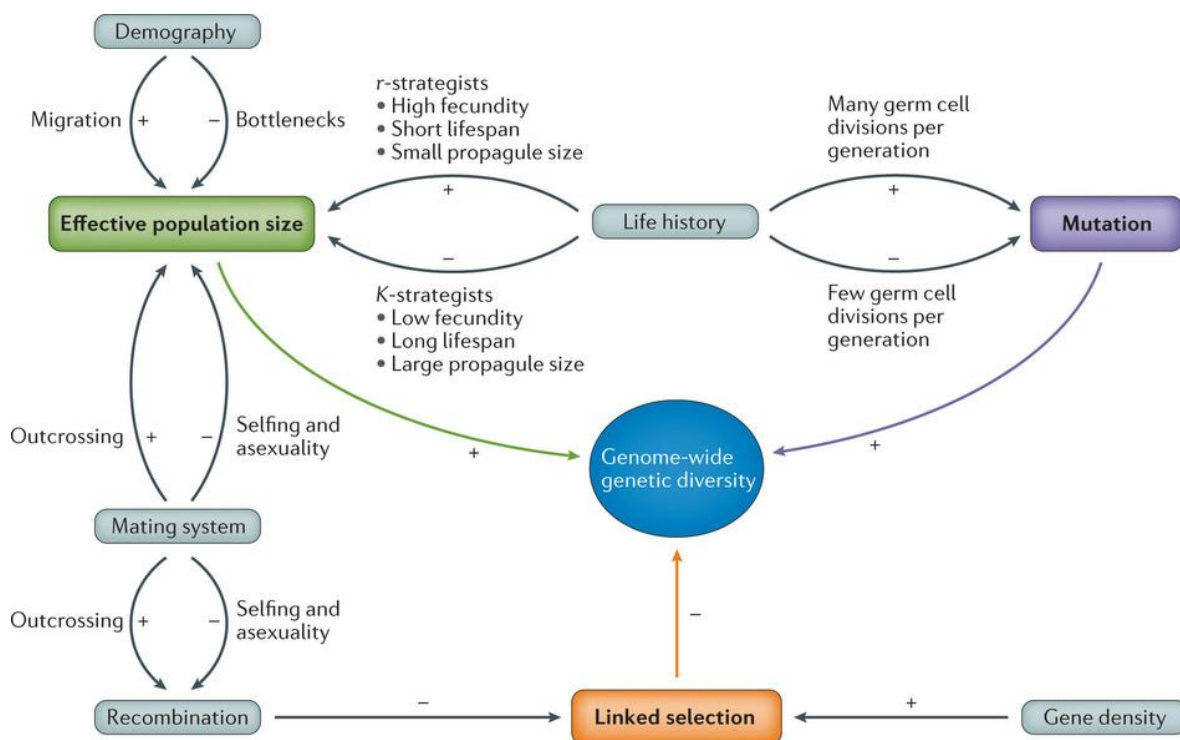 Demography
Migration
+
–
Bottlenecks
r-strategists
• High fecundity
• Short lifespan
• Small propagule size
Many germ cell
divisions per
generation
+
+
Effective population size
Life history
Mutation
–
–
K-strategists
• Low fecundity
• Long lifespan
• Large propagule size
Few germ cell
divisions per
generation
Outcrossing
+
–
Selfing and
asexuality
+
Genome-wide
genetic diversity
+
Mating system
Outcrossing
+
–
Selfing and
asexuality
–
Recombination
–
Linked selection
+
Gene density